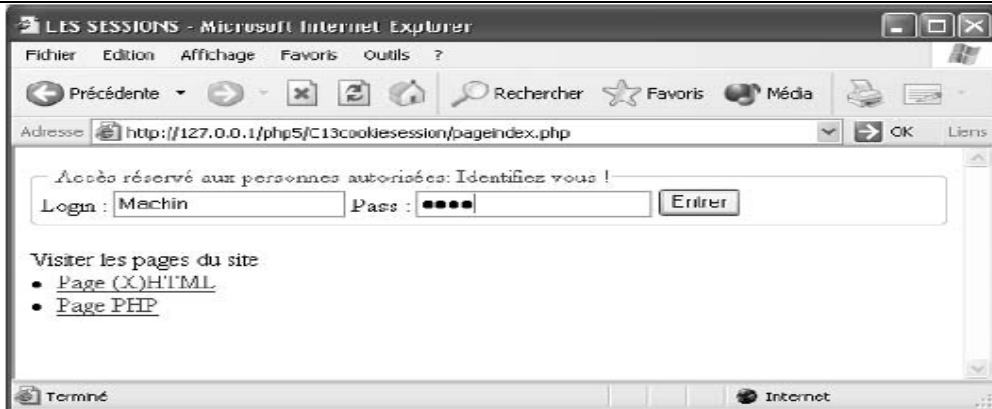 LES SESSIONS - Microsoft Internet Explorer
Fichier Edition Affichage Favoris Outils ?
Précédente Rechercher Favoris Média
Adresse http://127.0.0.1/php5/C13cookiesession/pageindex.php OK Liens
Accès réservé aux personnes autorisées: Identifiez vous !
Login : Machin Pass : ●●●● Entrer
Visiter les pages du site
• Page (X)HTML
• Page PHP
Terminé Internet